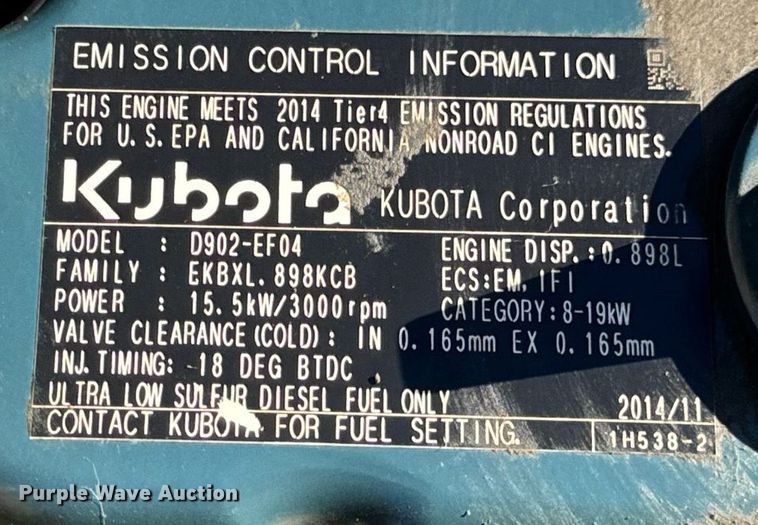 EMISSION CONTROL INFORMATION
THIS ENGINE MEETS 2014 Tier4 EMISSION REGULATIONS
FOR U.S.EPA AND CALIFORNIA NONROAD CI ENGINES.
Kubota KUBOTA Corporation
MODEL : D902-EF04 ENGINE DISP.:0.898L
FAMILY : EKBXL.898KCB ECS:EM,IFI
POWER : 15.5kW/3000rpm CATEGORY:8-19kW
VALVE CLEARANCE(COLD): IN 0.165mm EX 0.165mm
INJ.TIMING: 18 DEG BTDC
ULTRA LOW SULFUR DIESEL FUEL ONLY 2014/11
CONTACT KUBOTA FOR FUEL SETTING. 1H538-2
Purple Wave Auction